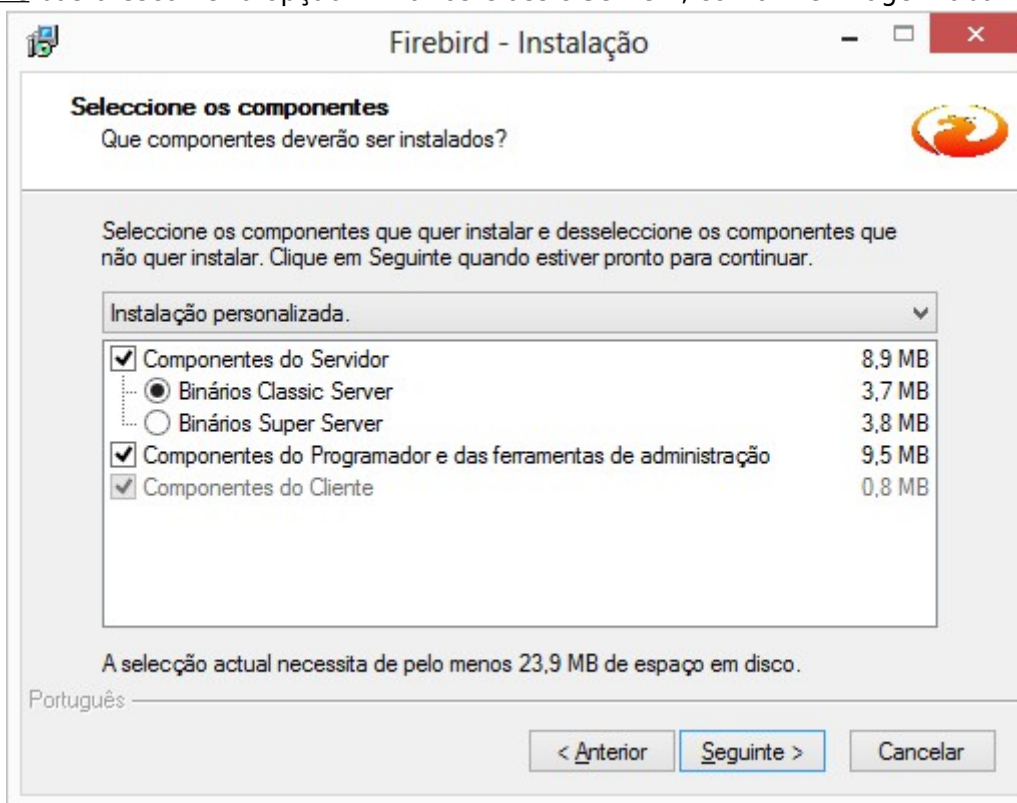 Firebird - Instalação
Seleccione os componentes
Que componentes deverão ser instalados?
Seleccione os componentes que quer instalar e desseleccione os componentes que
não quer instalar. Clique em Seguinte quando estiver pronto para continuar.
Instalação personalizada.
Componentes do Servidor 8,9 MB
Binários Classic Server 3,7 MB
Binários Super Server 3,8 MB
Componentes do Programador e das ferramentas de administração 9,5 MB
Componentes do Cliente 0,8 MB
A selecção actual necessita de pelo menos 23,9 MB de espaço em disco.
Português
< Anterior Seguinte > Cancelar